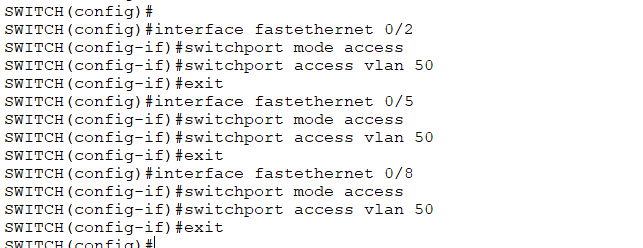 SWITCH(config)#
SWITCH(config)#interface fastethernet 0/2
SWITCH(config-if)#switchport mode access
SWITCH(config-if)#switchport access vlan 50
SWITCH(config-if)#exit
SWITCH(config)#interface fastethernet 0/5
SWITCH(config-if)#switchport mode access
SWITCH(config-if)#switchport access vlan 50
SWITCH(config-if)#exit
SWITCH(config)#interface fastethernet 0/8
SWITCH(config-if)#switchport mode access
SWITCH(config-if)#switchport access vlan 50
SWITCH(config-if)#exit
SWITCH(config)#